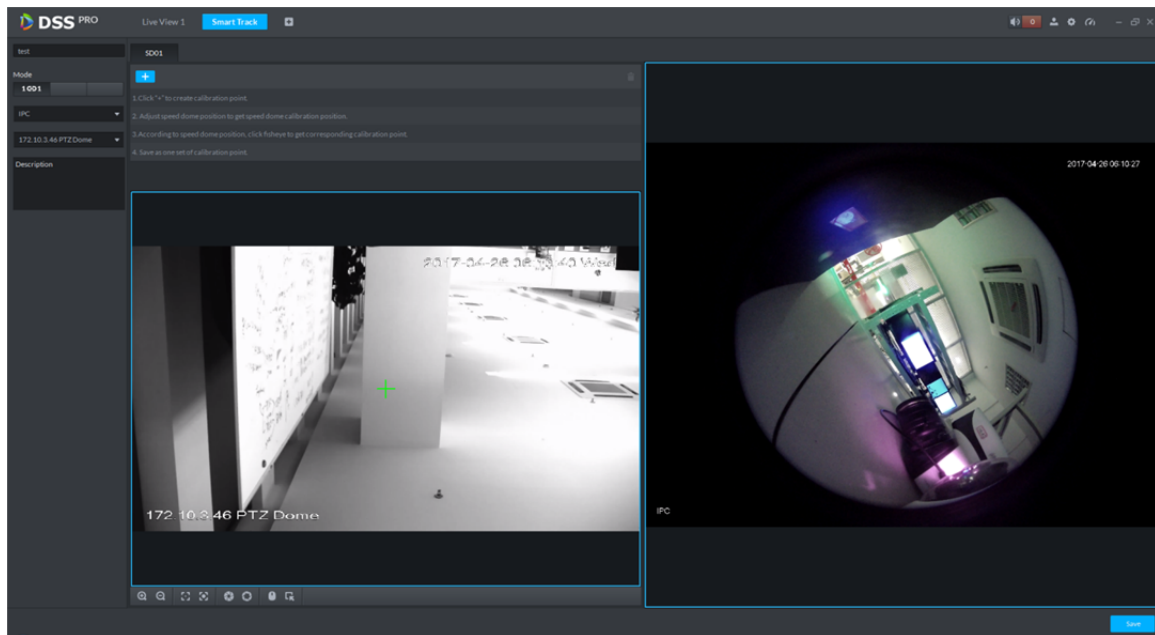 DSS PRO
Live View 1
Smart Track
0
test
SD01
Mode
1.Click "+" to create calibration point.
2. Adjust speed dome position to get speed dome calibration position.
3.According to speed dome position, click fisheye to get corresponding calibration point.
4. Save as one set of calibration point.
IPC
172.10.3.46 PTZ Dome
Description
2017-04-26 06:10:27
172.10.3.46 PTZ Dome
IPC
Save